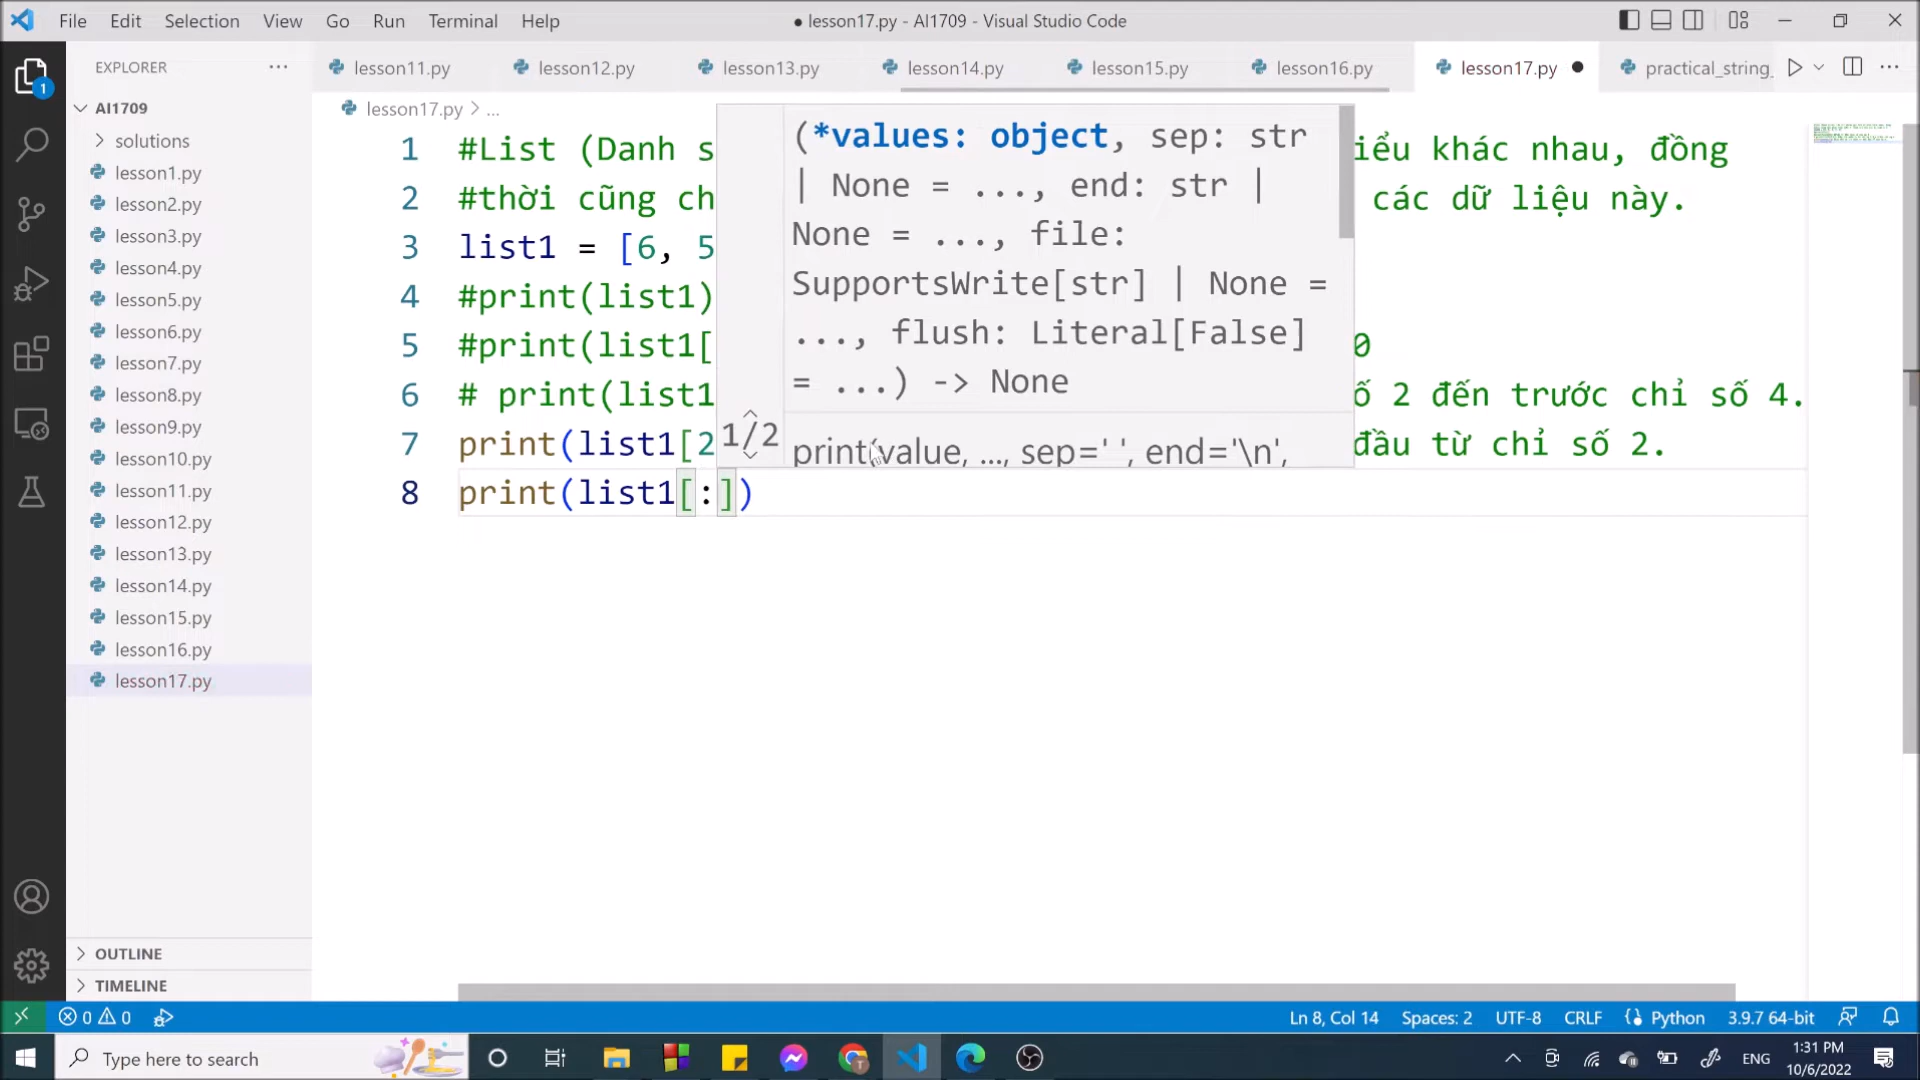 File Edit Selection View Go Run Terminal Help
● lesson17.py - AI1709 - Visual Studio Code
EXPLORER
lesson11.py lesson12.py lesson13.py lesson14.py lesson15.py lesson16.py lesson17.py practical_string_
AI1709
solutions
lesson1.py
lesson2.py
lesson3.py
lesson4.py
lesson5.py
lesson6.py
lesson7.py
lesson8.py
lesson9.py
lesson10.py
lesson11.py
lesson12.py
lesson13.py
lesson14.py
lesson15.py
lesson16.py
lesson17.py
OUTLINE
TIMELINE
lesson17.py > ...
1 #List (Danh s iểu khác nhau, đồng
2 #thời cũng ch các dữ liệu này.
3 list1 = [6, 5
4 #print(list1)
5 #print(list1[ 0
6 # print(list1 ố 2 đến trước chỉ số 4.
7 print(list1[2 đầu từ chỉ số 2.
8 print(list1[:])
(*values: object, sep: str
| None = ..., end: str |
None = ..., file:
SupportsWrite[str] | None =
..., flush: Literal[False]
= ...) -> None
1/2
print(value, ..., sep=' ', end='\n',
1
0 0
Ln 8, Col 14 Spaces: 2 UTF-8 CRLF Python 3.9.7 64-bit
Type here to search
ENG
1:31 PM
10/6/2022